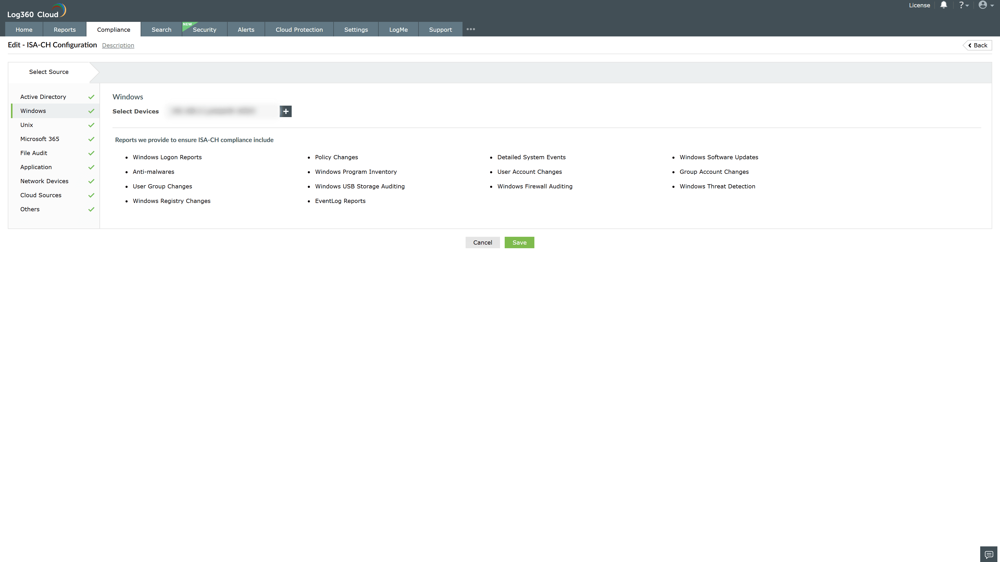 License
?
Log360 Cloud
Home Reports Compliance Search NEW Security Alerts Cloud Protection Settings LogMe Support
Edit - ISA-CH Configuration Description
Back
Select Source
Active Directory
Windows
Unix
Microsoft 365
File Audit
Application
Network Devices
Cloud Sources
Others
Windows
Select Devices
Reports we provide to ensure ISA-CH compliance include
Windows Logon Reports Policy Changes Detailed System Events Windows Software Updates
Anti-malwares Windows Program Inventory User Account Changes Group Account Changes
User Group Changes Windows USB Storage Auditing Windows Firewall Auditing Windows Threat Detection
Windows Registry Changes EventLog Reports
Cancel Save